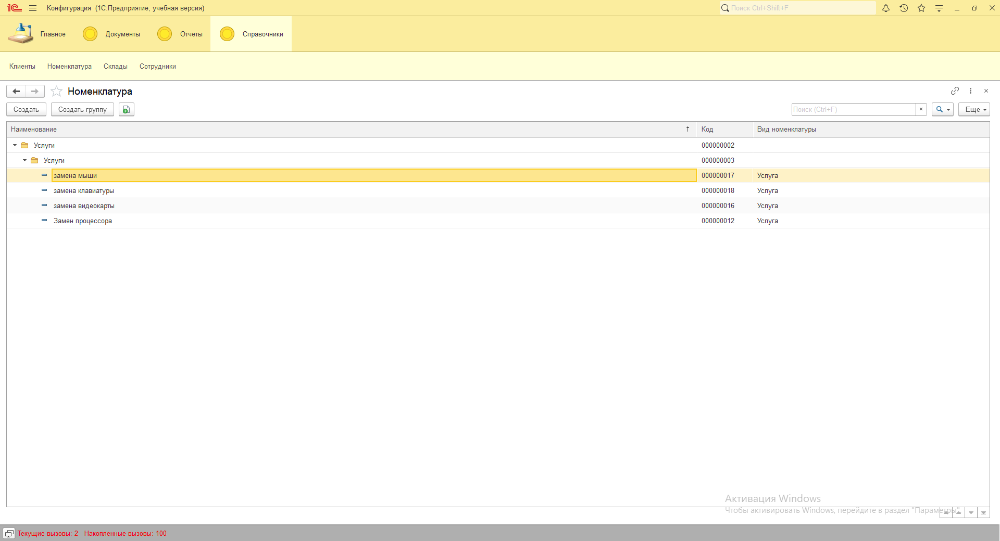 1С Конфигурация (1С:Предприятие, учебная версия) Поиск Ctrl+Shift+F
Главное Документы Отчеты Справочники
Клиенты Номенклатура Склады Сотрудники
Номенклатура
Создать Создать группу Поиск (Ctrl+F) Еще
Наименование Код Вид номенклатуры
Услуги 000000002
Услуги 000000003
замена мыши 000000017 Услуга
замена клавиатуры 000000018 Услуга
замена видеокарты 000000016 Услуга
Замен процессора 000000012 Услуга
Активация Windows
Чтобы активировать Windows, перейдите в раздел "Параметры".
Текущие вызовы: 2 Накопленные вызовы: 100